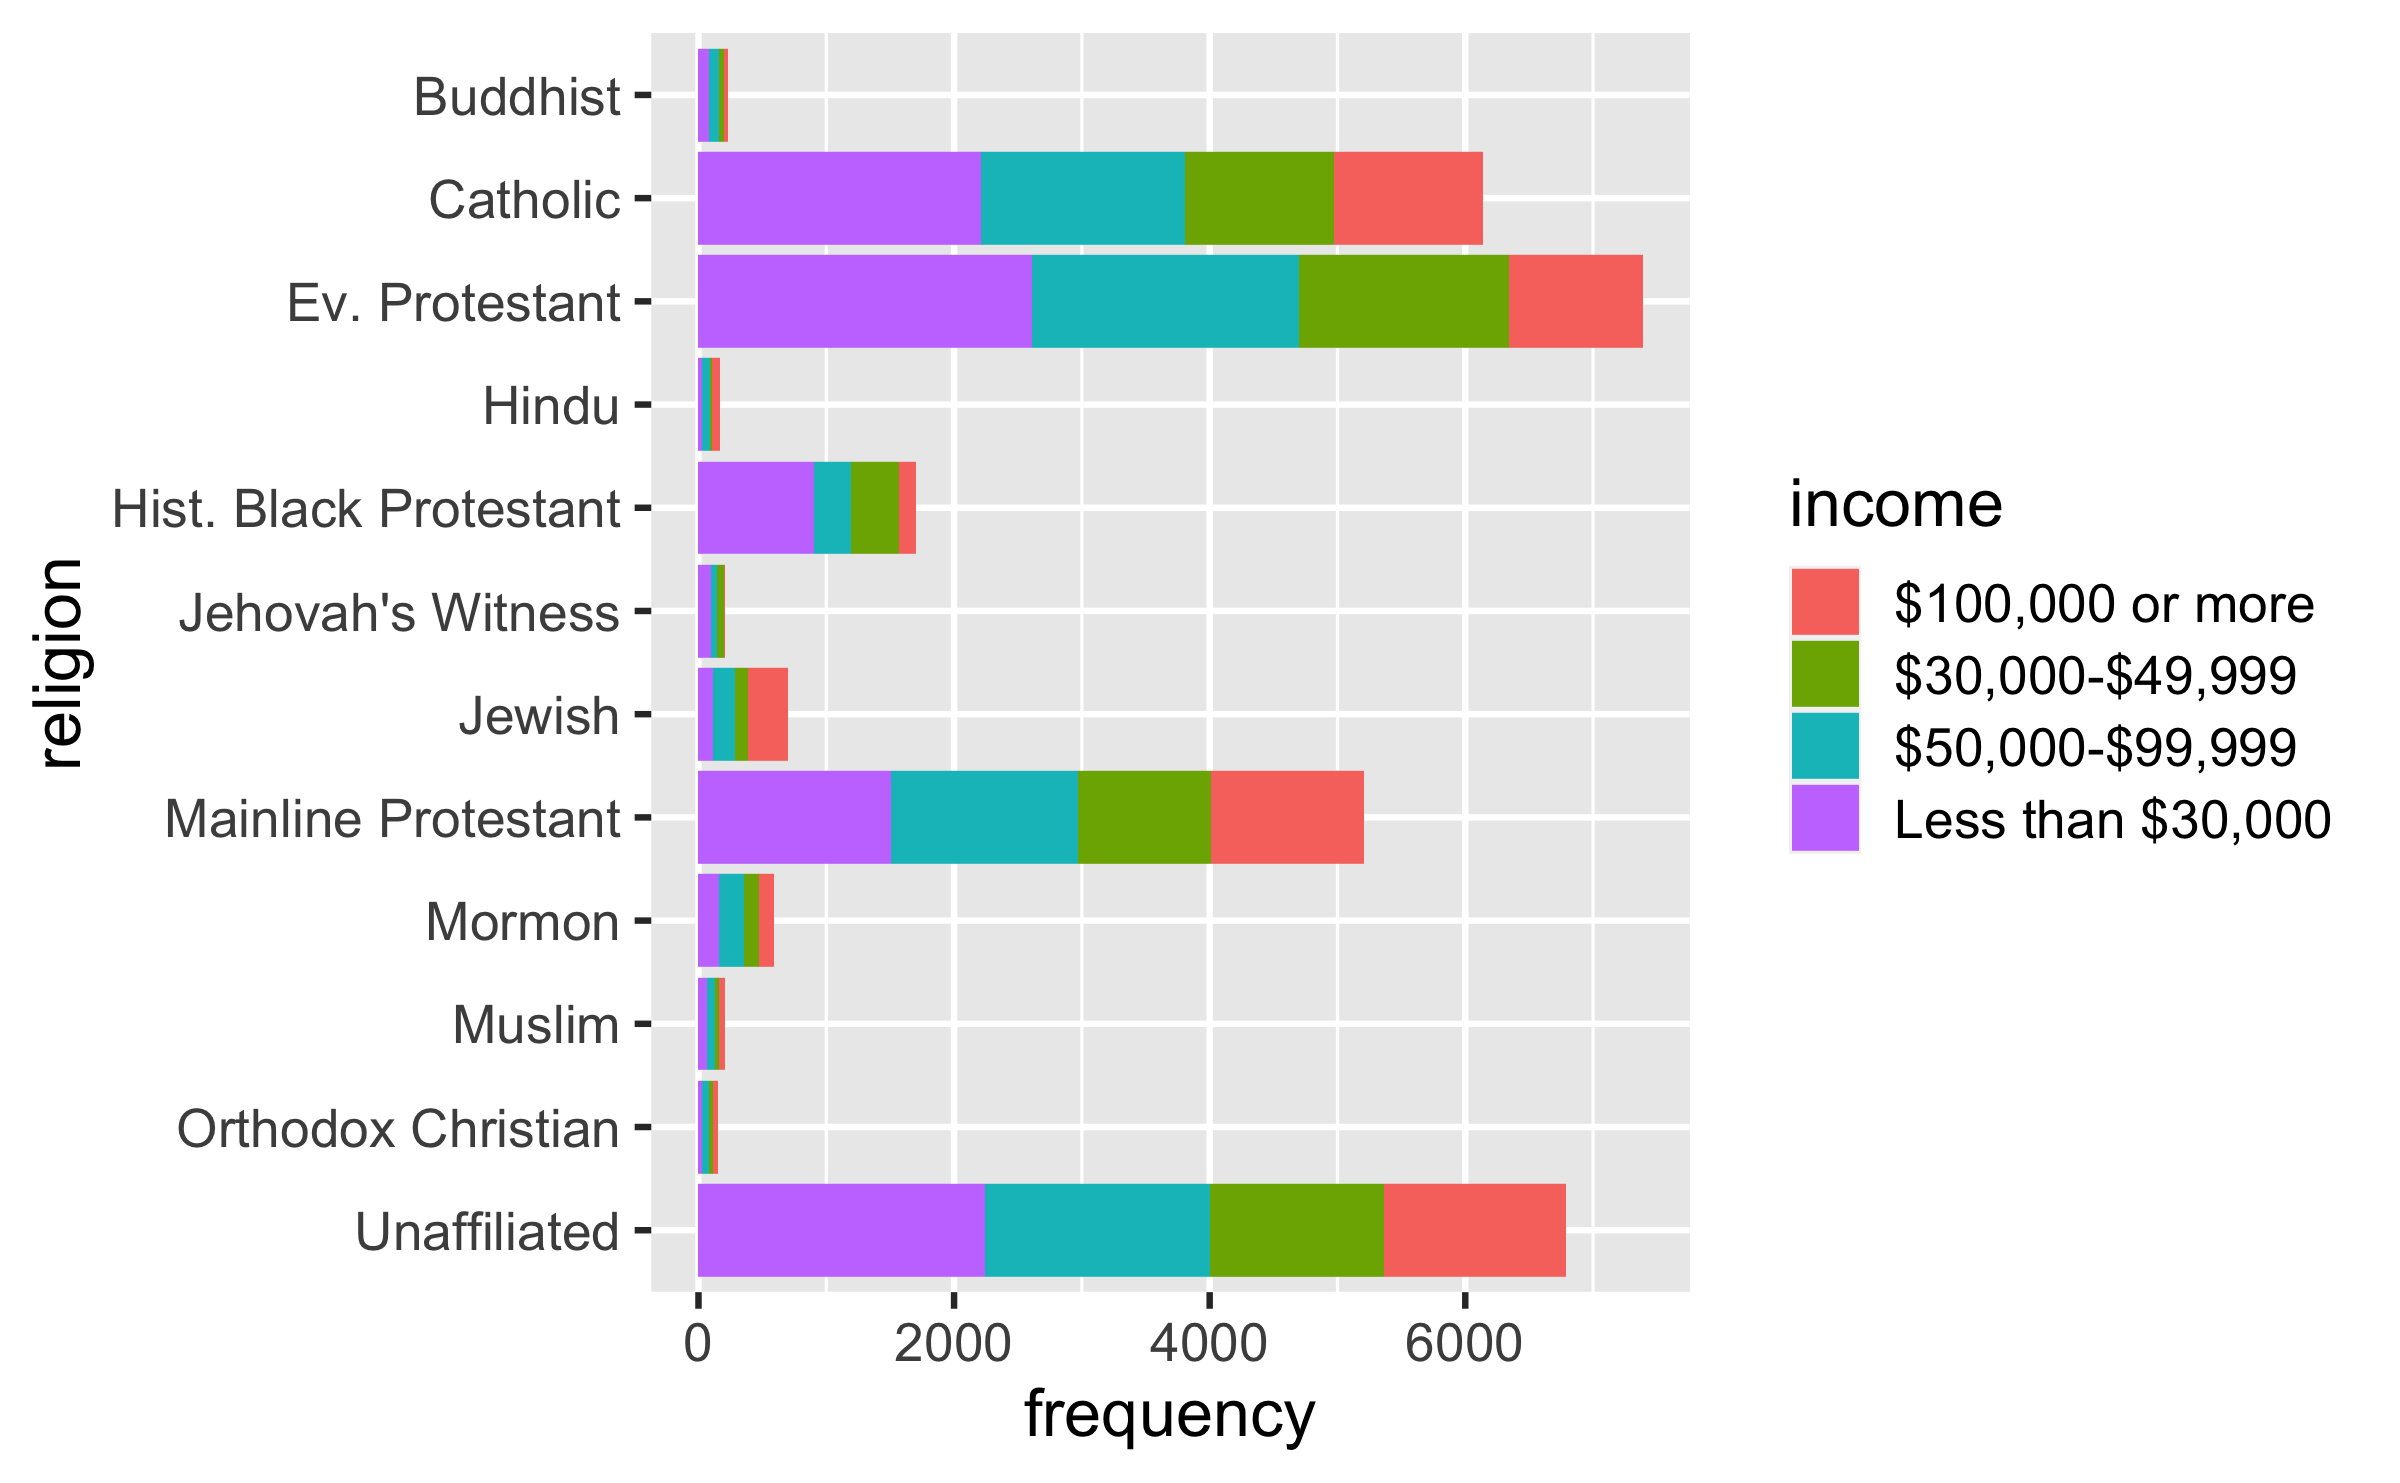 Buddhist
Catholic
Ev. Protestant
Hindu
Hist. Black Protestant
Jehovah's Witness
Jewish
Mainline Protestant
Mormon
Muslim
Orthodox Christian
Unaffiliated
religion
0 2000 4000 6000
frequency
income
$100,000 or more
$30,000-$49,999
$50,000-$99,999
Less than $30,000